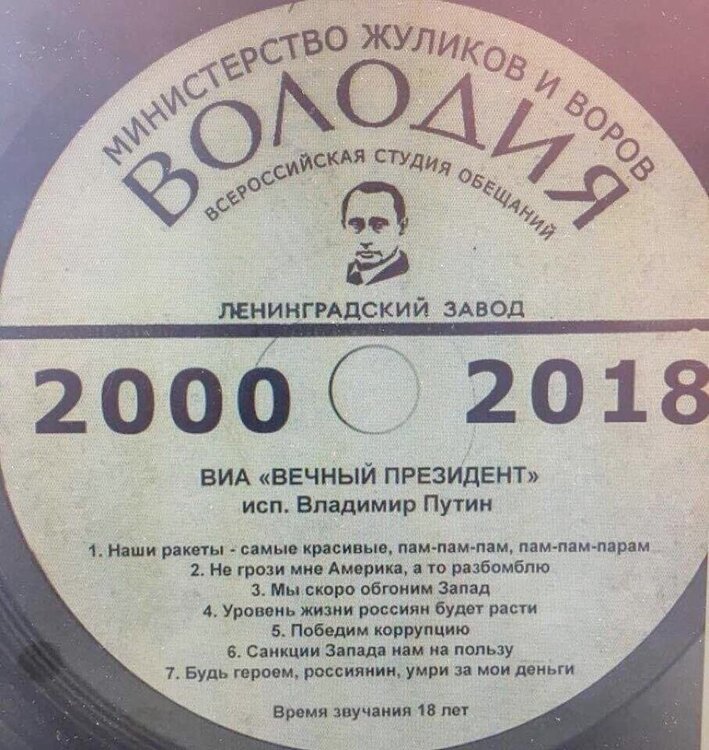 МИНИСТЕРСТВО ЖУЛИКОВ И ВОРОВ
ВОЛОДИЯ
ВСЕРОССИЙСКАЯ СТУДИЯ ОБЕЩАНИЙ
ЛЕНИНГРАДСКИЙ ЗАВОД
2000 2018
ВИА «ВЕЧНЫЙ ПРЕЗИДЕНТ»
исп. Владимир Путин
1. Наши ракеты - самые красивые, пам-пам-пам, пам-пам-парам
2. Не грози мне Америка, а то разбомблю
3. Мы скоро обгоним Запад
4. Уровень жизни россиян будет расти
5. Победим коррупцию
6. Санкции Запада нам на пользу
7. Будь героем, россиянин, умри за мои деньги
Время звучания 18 лет